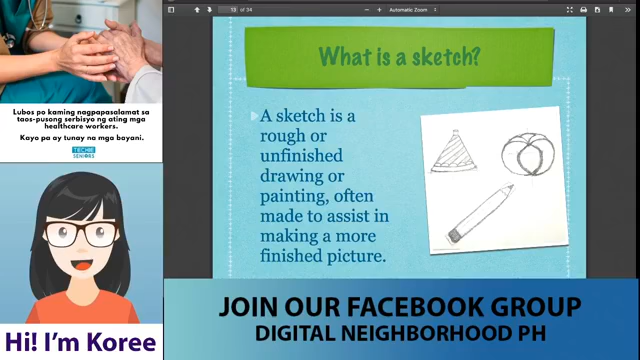 13 of 34
Automatic Zoom
What is a sketch?
A sketch is a
rough or
unfinished
drawing or
painting, often
made to assist in
making a more
finished picture.
Lubos po kaming nagpapasalamat sa
taos-pusong serbisyo ng ating mga
healthcare workers.
Kayo pa ay tunay na mga bayani.
TECHIE
SENIORS
Hi! I'm Koree
JOIN OUR FACEBOOK GROUP
DIGITAL NEIGHBORHOOD PH